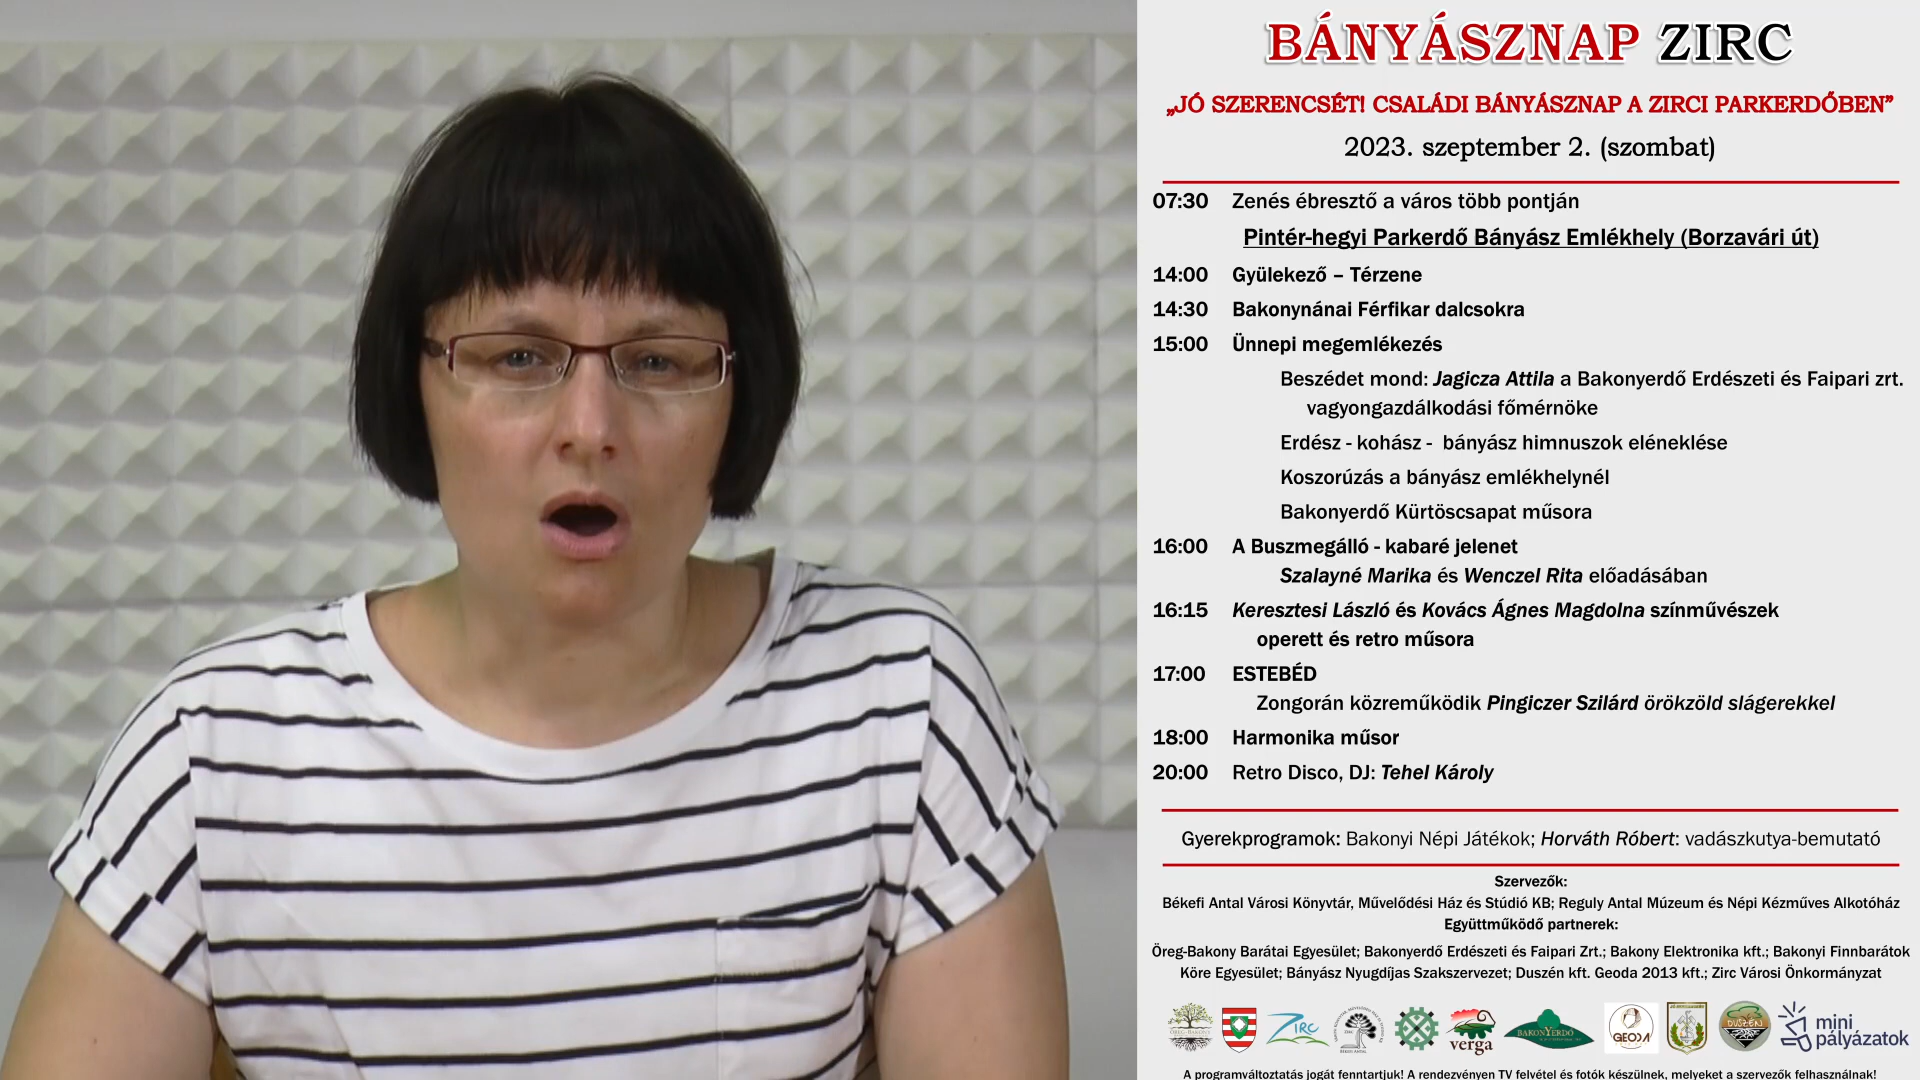 BÁNYÁSZNAP ZIRC
„JÓ SZERENCSÉT! CSALÁDI BÁNYÁSZNAP A ZIRCI PARKERDŐBEN”
2023. szeptember 2. (szombat)
07:30 Zenés ébresztő a város több pontján
Pintér-hegyi Parkerdő Bányász Emlékhely (Borzavári út)
14:00 Gyülekező – Térzene
14:30 Bakonynánai Férfikar dalcsokra
15:00 Ünnepi megemlékezés
Beszédet mond: Jagicza Attila a Bakonyerdő Erdészeti és Faipari zrt.
vagyongazdálkodási főmérnöke
Erdész - kohász - bányász himnuszok eléneklése
Koszorúzás a bányász emlékhelynél
Bakonyerdő Kürtöscsapat műsora
16:00 A Buszmegálló - kabaré jelenet
Szalayné Marika és Wenczel Rita előadásában
16:15 Keresztesi László és Kovács Ágnes Magdolna színművészek
operett és retro műsora
17:00 ESTEBÉD
Zongorán közreműködik Pingiczer Szilárd örökzöld slágerekkel
18:00 Harmonika műsor
20:00 Retro Disco, DJ: Tehel Károly
Gyerekprogramok: Bakonyi Népi Játékok; Horváth Róbert: vadászkutya-bemutató
Szervezők:
Békefi Antal Városi Könyvtár, Művelődési Ház és Stúdió KB; Reguly Antal Múzeum és Népi Kézműves Alkotóház
Együttműködő partnerek:
Öreg-Bakony Barátai Egyesület; Bakonyerdő Erdészeti és Faipari Zrt.; Bakony Elektronika kft.; Bakonyi Finnbarátok
Köre Egyesület; Bányász Nyugdíjas Szakszervezet; Duszén kft. Geoda 2013 kft.; Zirc Városi Önkormányzat
ÖREG-BAKONY ZIRC verga BAKONYERDŐ GEODA DUSZÉN mini
pályázatok
A programváltoztatás jogát fenntartjuk! A rendezvényen TV felvétel és fotók készülnek, melyeket a szervezők felhasználnak!